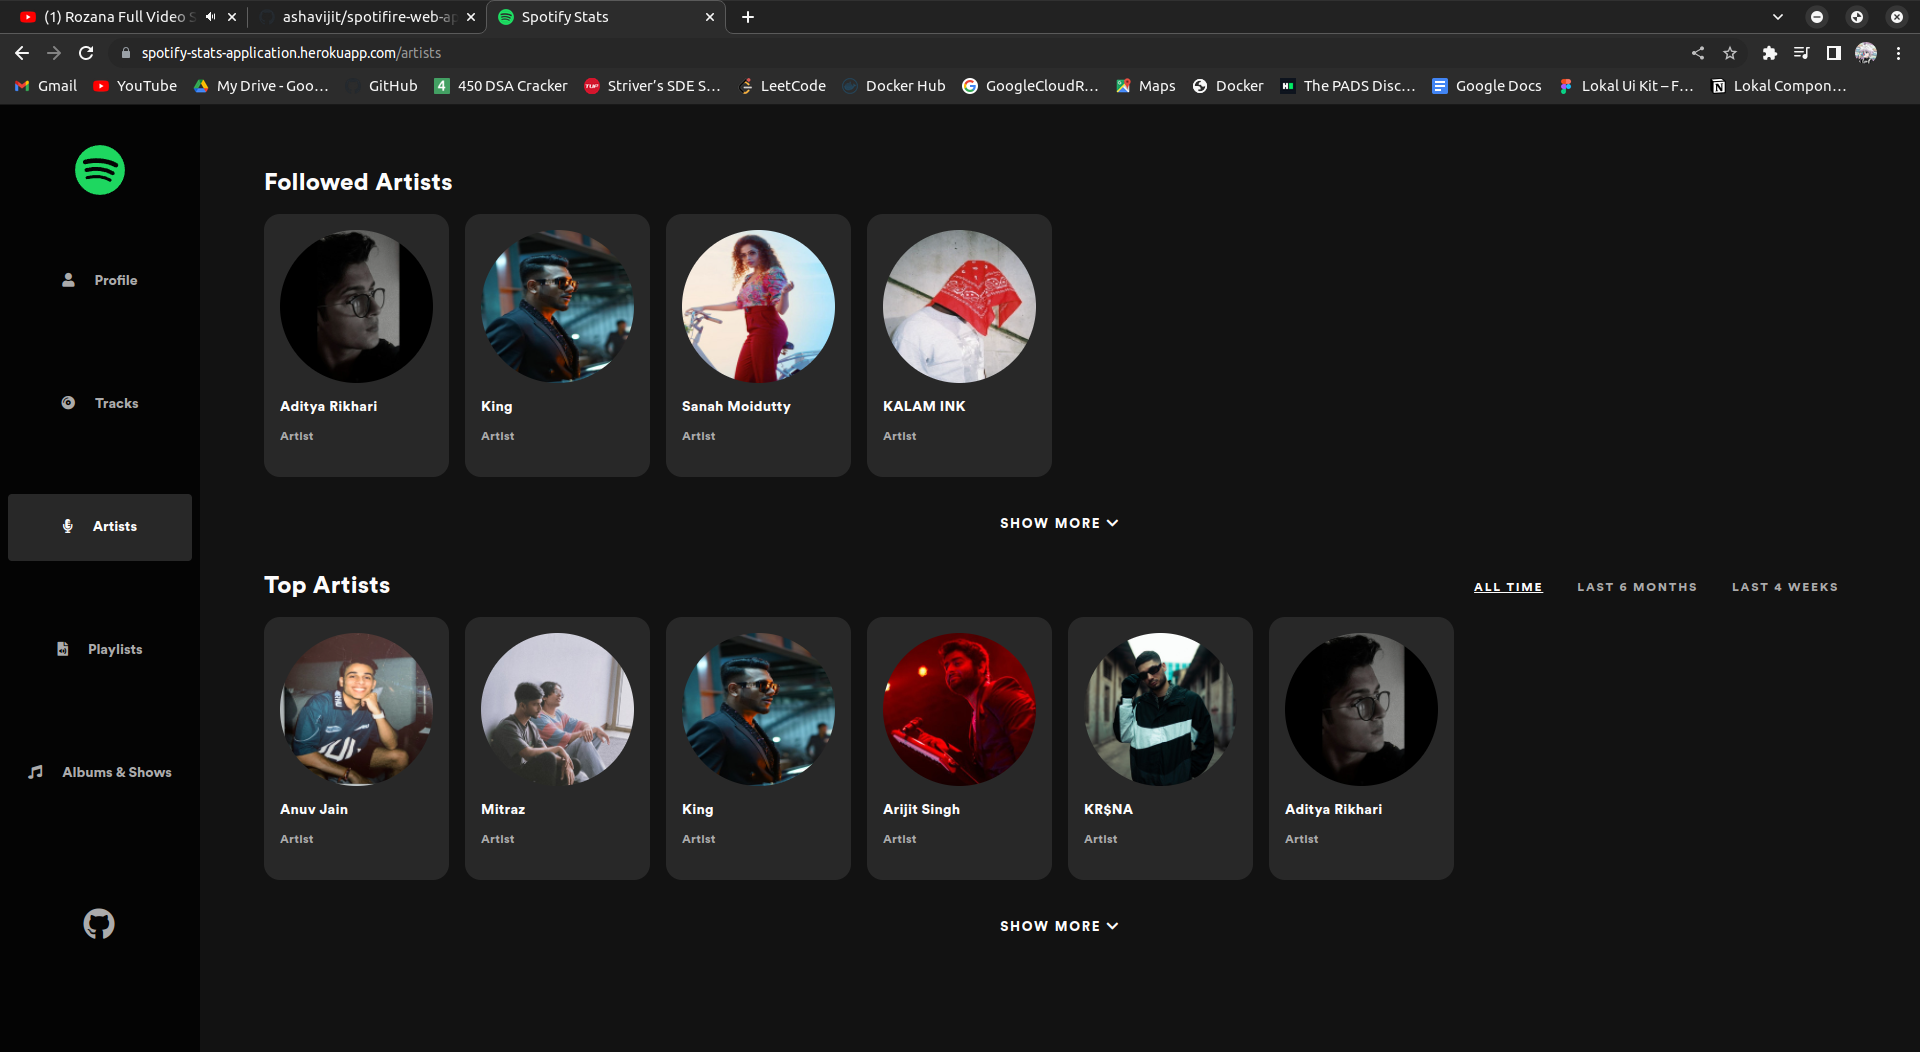 (1) Rozana Full Video S
ashavijit/spotifire-web-ap
Spotify Stats
spotify-stats-application.herokuapp.com/artists
Gmail
YouTube
My Drive - Goo...
GitHub
4
450 DSA Cracker
TUF
Striver's SDE S...
LeetCode
Docker Hub
GoogleCloudR...
Maps
Docker
The PADS Disc...
Google Docs
Lokal Ui Kit – F...
Lokal Compon...
Profile
Tracks
Artists
Playlists
Albums & Shows
Followed Artists
Aditya Rikhari
Artist
King
Artist
Sanah Moidutty
Artist
KALAM INK
Artist
SHOW MORE
Top Artists
ALL TIME
LAST 6 MONTHS
LAST 4 WEEKS
Anuv Jain
Artist
Mitraz
Artist
King
Artist
Arijit Singh
Artist
KR$NA
Artist
Aditya Rikhari
Artist
SHOW MORE